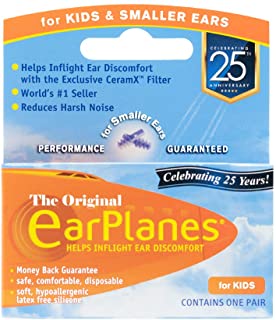 for KIDS & SMALLER EARS
• Helps Inflight Ear Discomfort
with the Exclusive CeramX™ Filter
• World's #1 Seller
• Reduces Harsh Noise
CELEBRATING
25TH
ANNIVERSARY
for Smaller Ears
PERFORMANCE GUARANTEED
Celebrating 25 Years!
The Original
earPlanes®
HELPS INFLIGHT EAR DISCOMFORT
• Money Back Guarantee
• safe, comfortable, disposable
• soft, hypoallergenic
latex free silicone
for KIDS
CONTAINS ONE PAIR